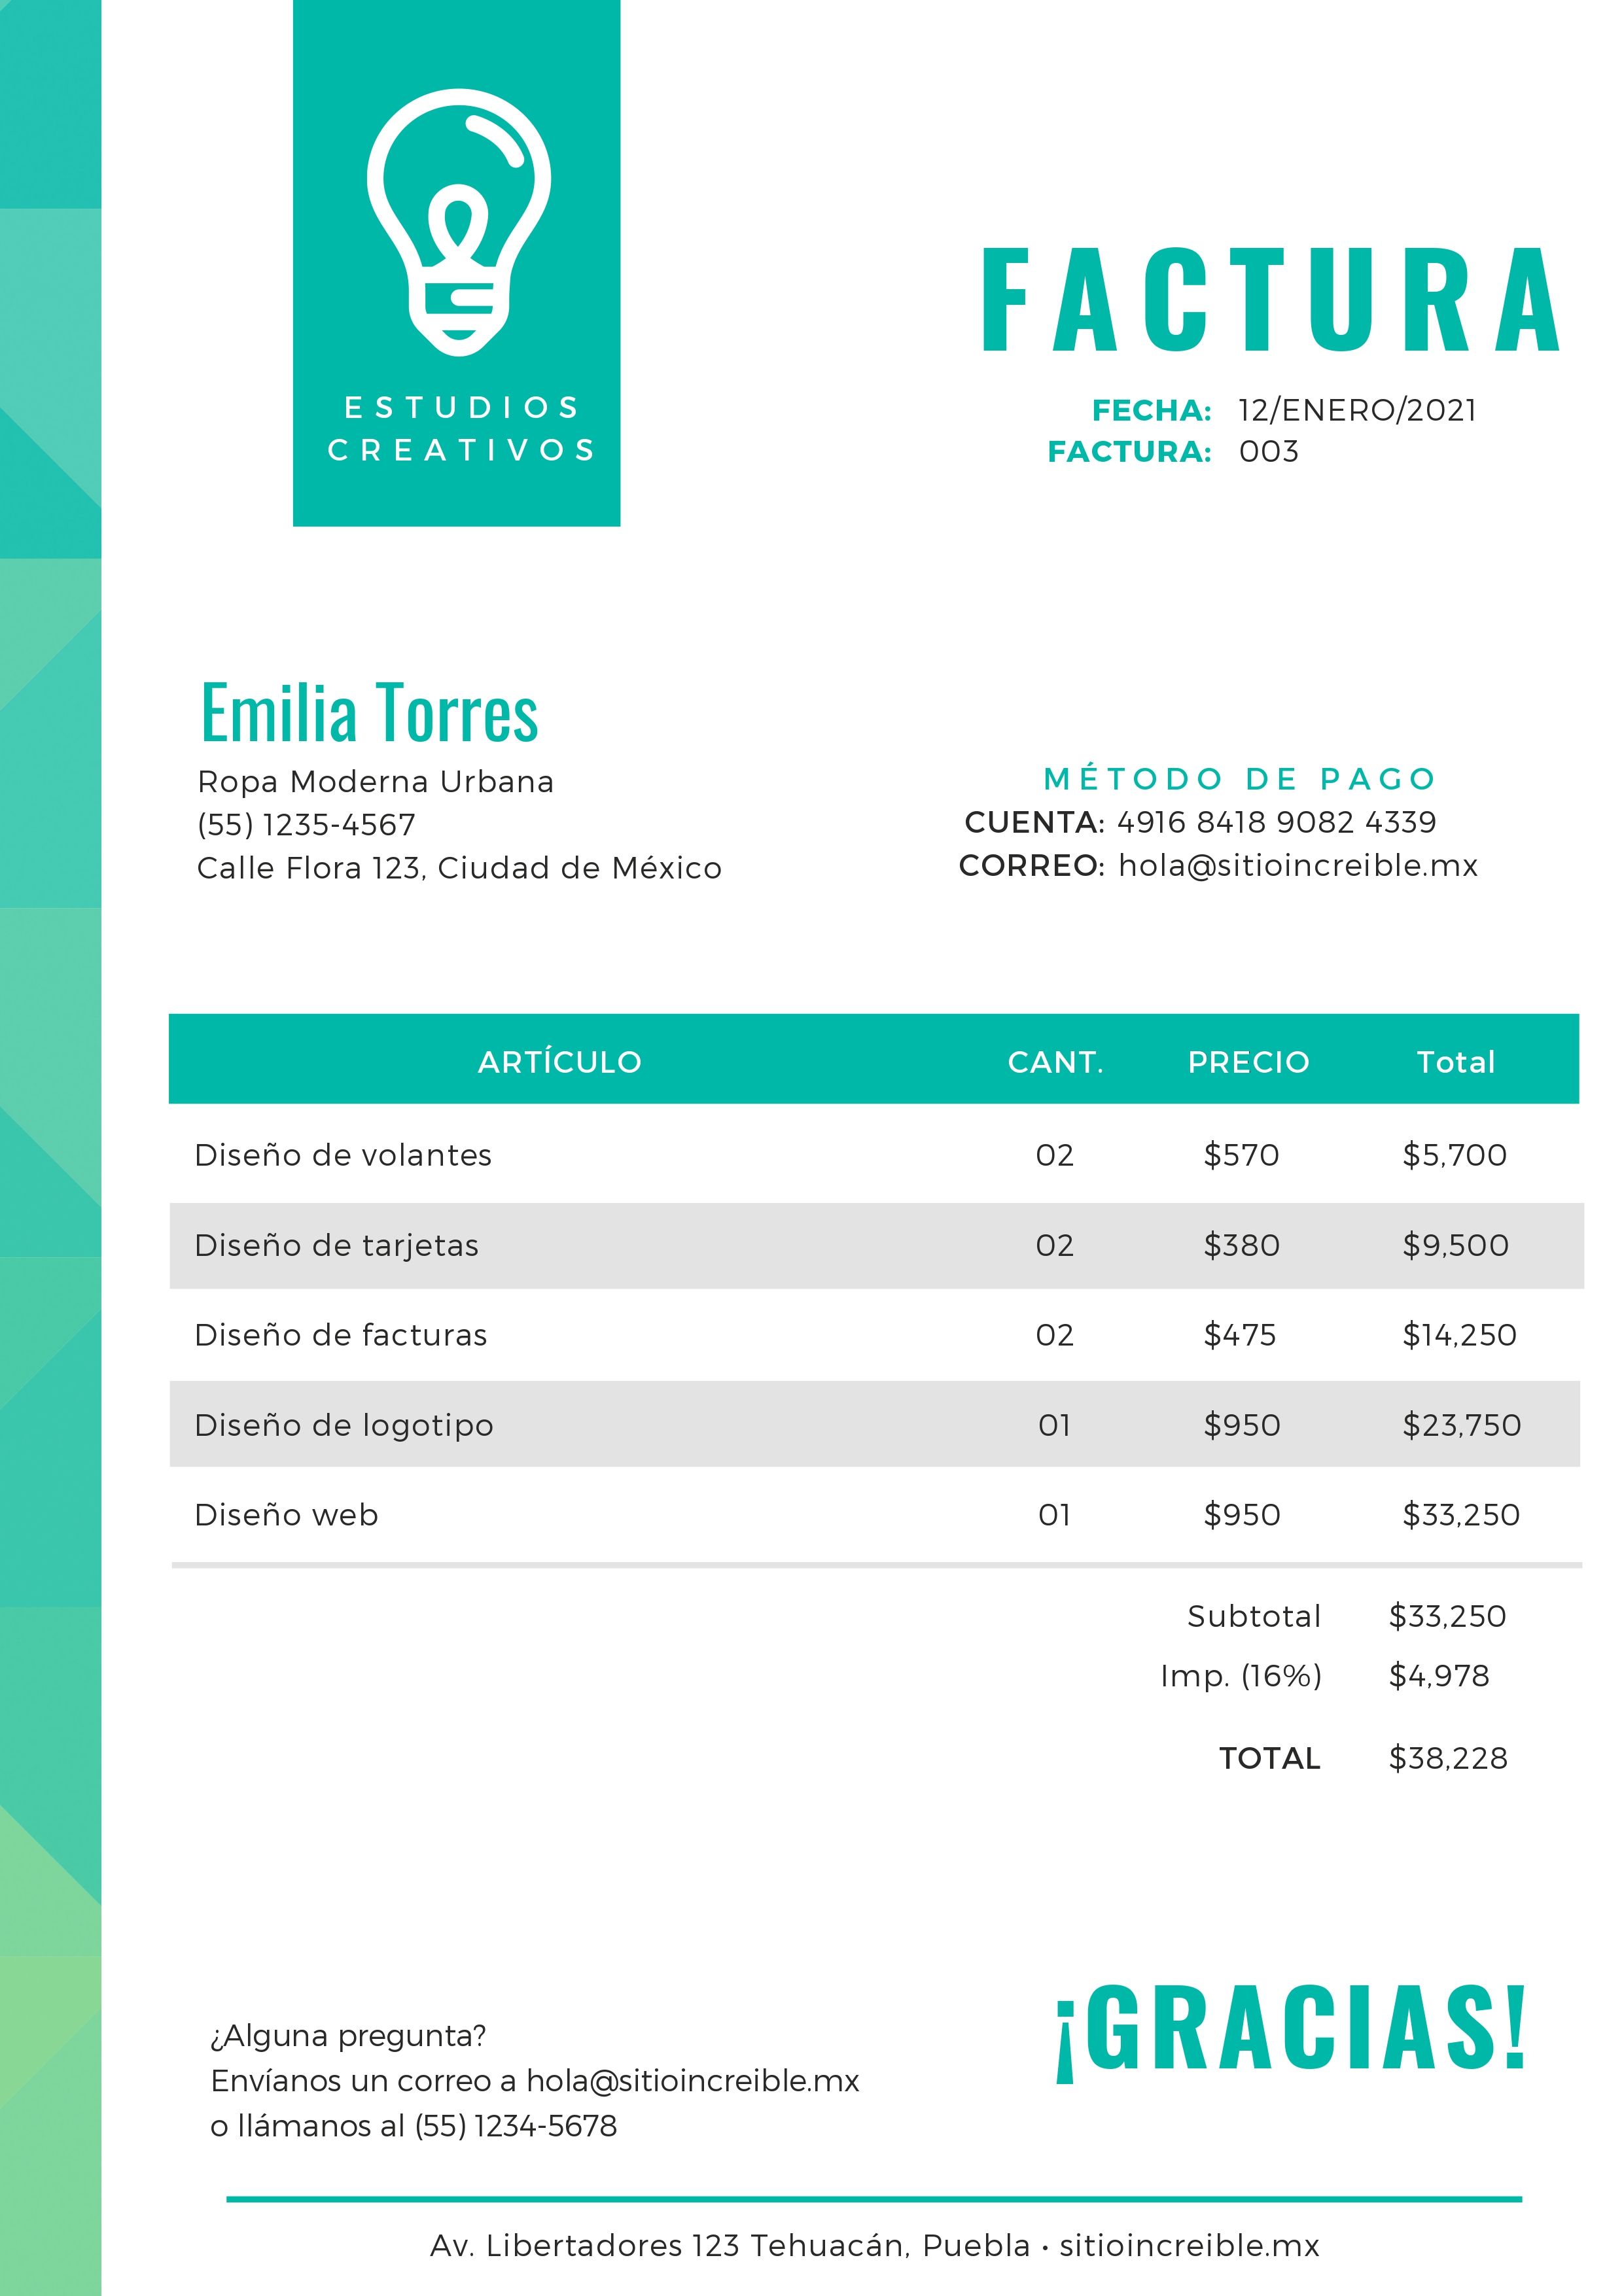 ESTUDIOS
CREATIVOS
FACTURA
FECHA: 12/ENERO/2021
FACTURA: 003
Emilia Torres
Ropa Moderna Urbana
(55) 1235-4567
Calle Flora 123, Ciudad de México
MÉTODO DE PAGO
CUENTA: 4916 8418 9082 4339
CORREO: hola@sitioincreible.mx
ARTÍCULO CANT. PRECIO Total
Diseño de volantes 02 $570 $5,700
Diseño de tarjetas 02 $380 $9,500
Diseño de facturas 02 $475 $14,250
Diseño de logotipo 01 $950 $23,750
Diseño web 01 $950 $33,250
Subtotal $33,250
Imp. (16%) $4,978
TOTAL $38,228
¡GRACIAS!
¿Alguna pregunta?
Envíanos un correo a hola@sitioincreible.mx
o llámanos al (55) 1234-5678
Av. Libertadores 123 Tehuacán, Puebla • sitioincreible.mx